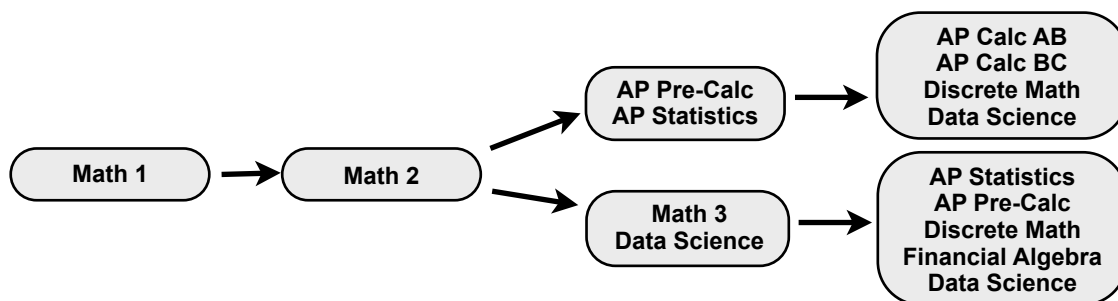 Math 1
Math 2
AP Pre-Calc
AP Statistics
AP Calc AB
AP Calc BC
Discrete Math
Data Science
Math 3
Data Science
AP Statistics
AP Pre-Calc
Discrete Math
Financial Algebra
Data Science